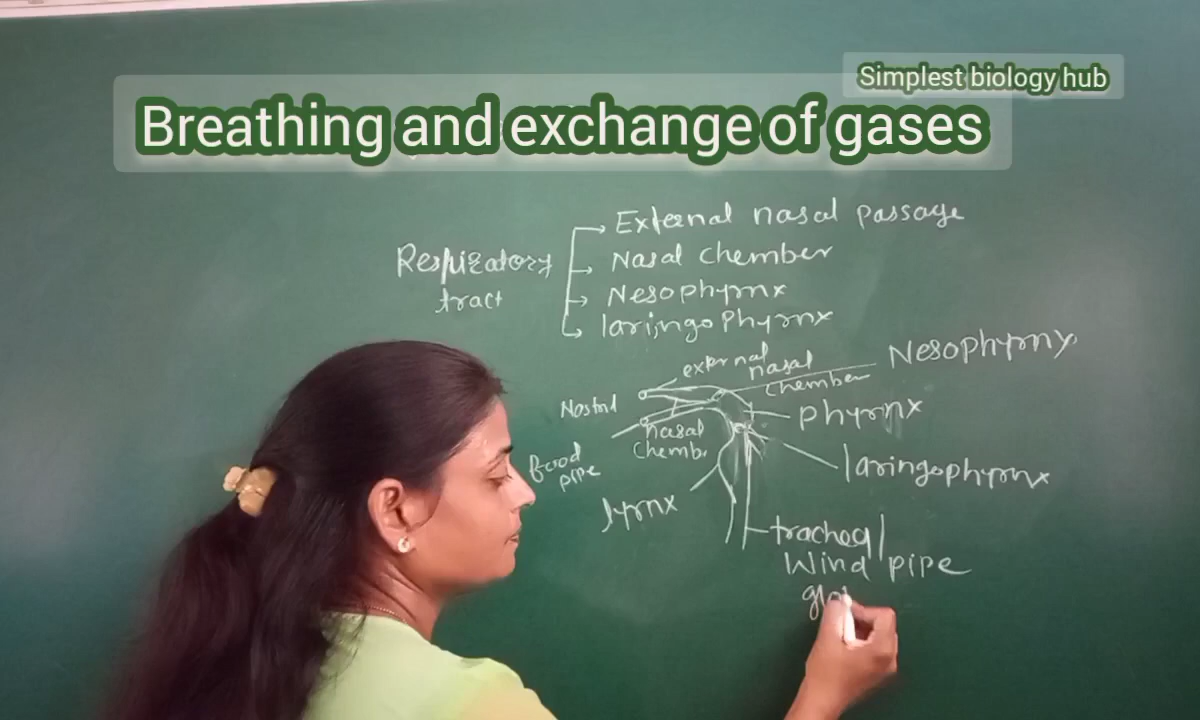 Simplest biology hub
Breathing and exchange of gases
External nasal passage
Respiratory
tract
Nasal chember
Nesophyrnx
laringophyrnx
external
nasal
chember
Nesophyrnx
Nostril
phyrnx
nasal
chemb
food
pipe
laringophyrnx
lyrnx
trachea/
Wind pipe
glo